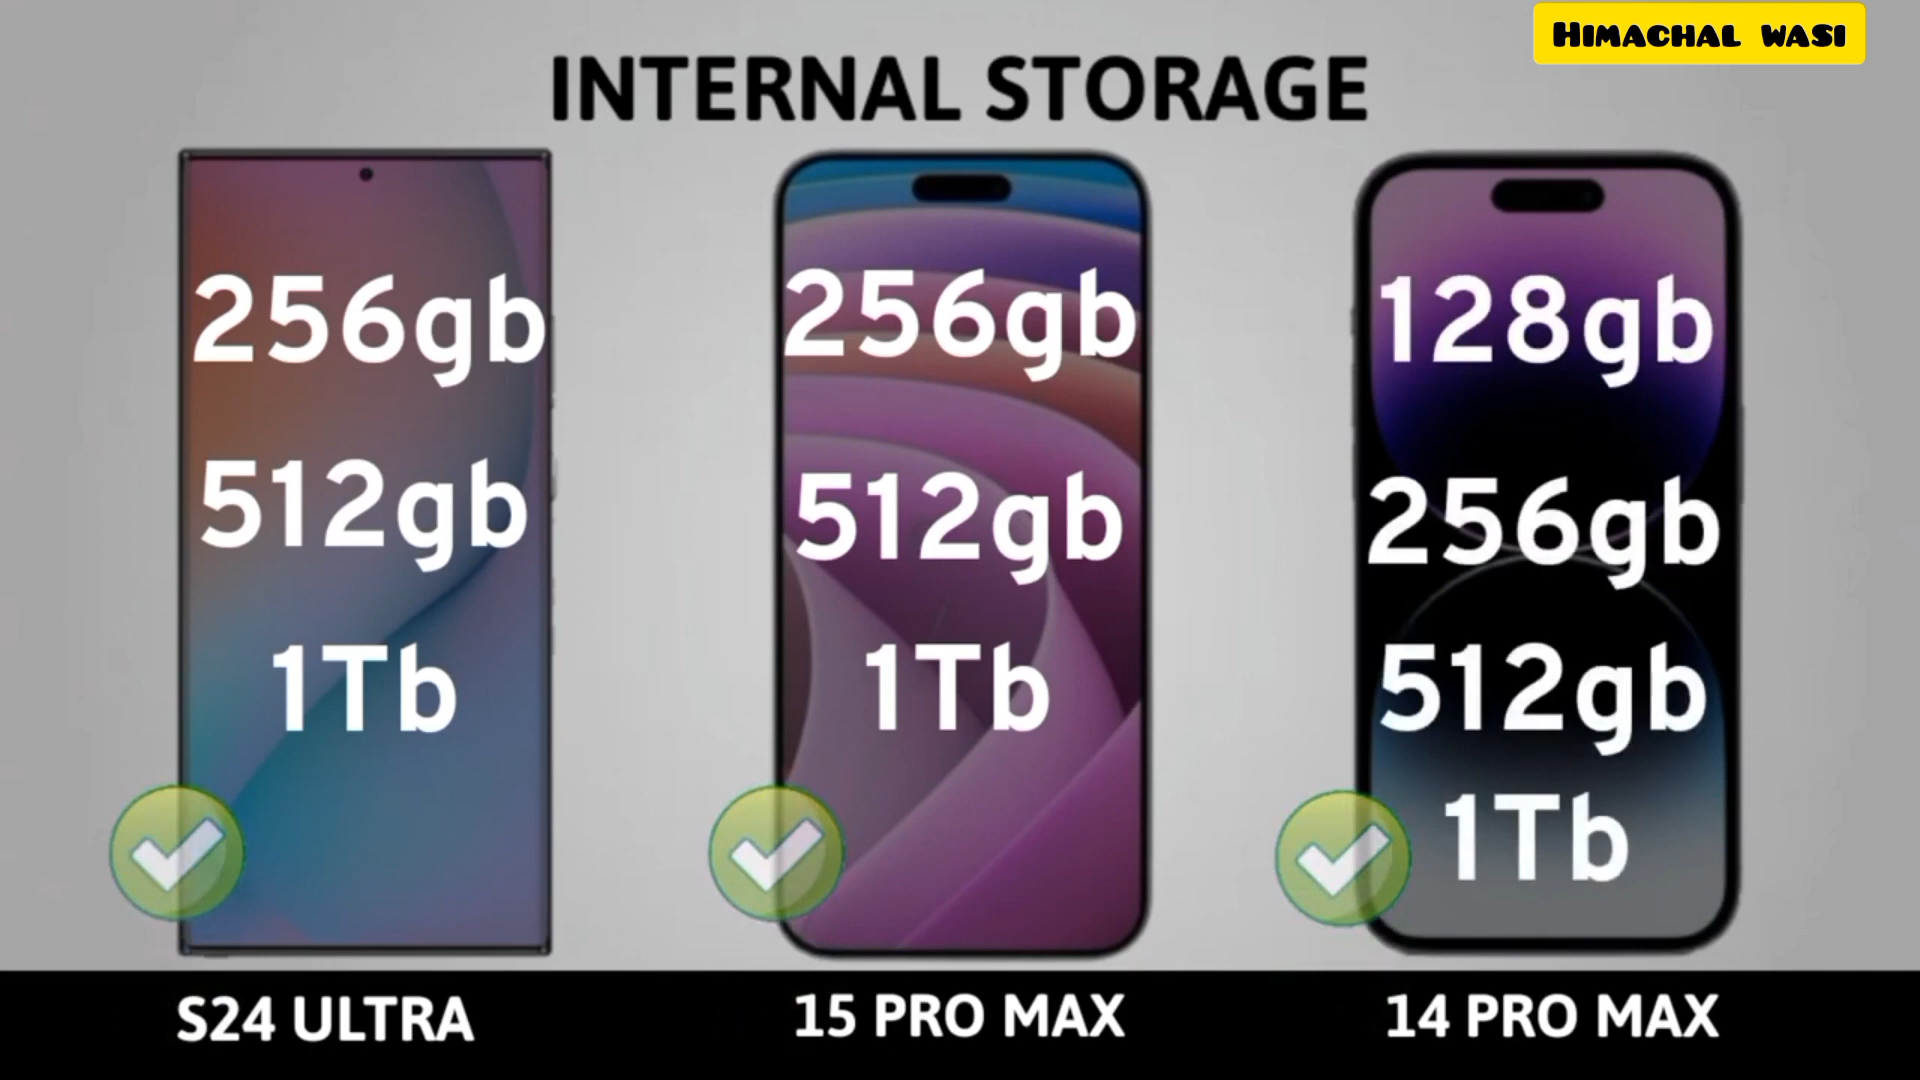 HIMACHAL WASI
INTERNAL STORAGE
256gb
512gb
1Tb
256gb
512gb
1Tb
128gb
256gb
512gb
1Tb
S24 ULTRA
15 PRO MAX
14 PRO MAX